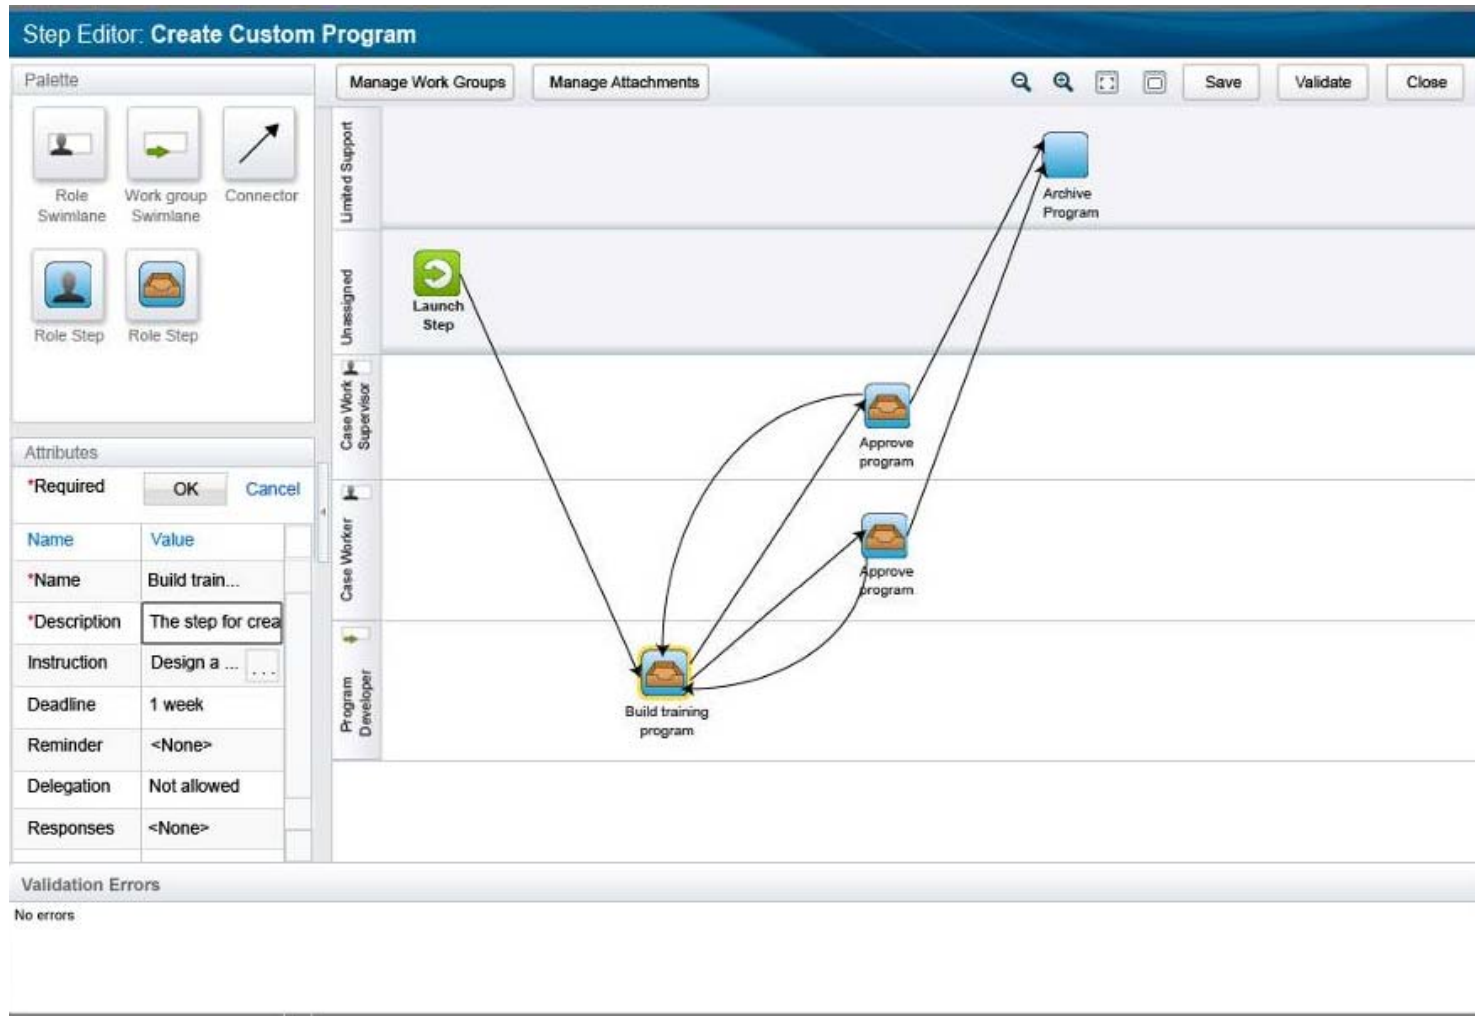 Step Editor: Create Custom Program
Palette
Manage Work Groups
Manage Attachments
Save
Validate
Close
Role
Swimlane
Work group
Swimlane
Connector
Role Step
Role Step
Limited Support
Archive
Program
Unassigned
Launch
Step
Case Work
Supervisor
Approve
program
Case Worker
Approve
program
Program
Developer
Build training
program
Attributes
*Required
OK
Cancel
Name Value
*Name Build train...
*Description The step for crea
Instruction Design a ... ...
Deadline 1 week
Reminder <None>
Delegation Not allowed
Responses <None>
Validation Errors
No errors